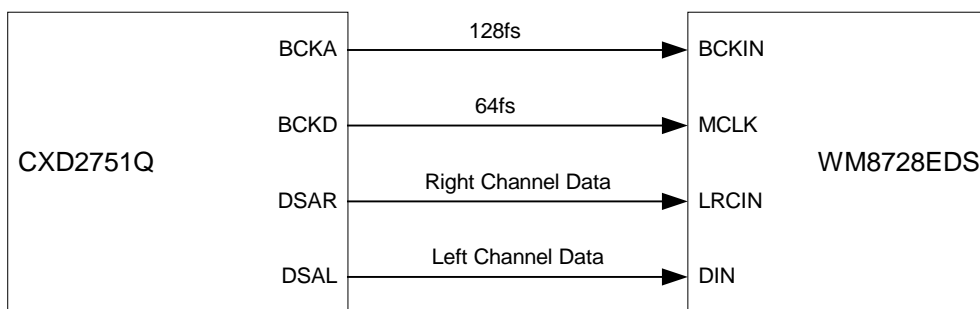 128fs
BCKA
BCKIN
64fs
BCKD
MCLK
CXD2751Q
WM8728EDS
Right Channel Data
DSAR
LRCIN
Left Channel Data
DSAL
DIN